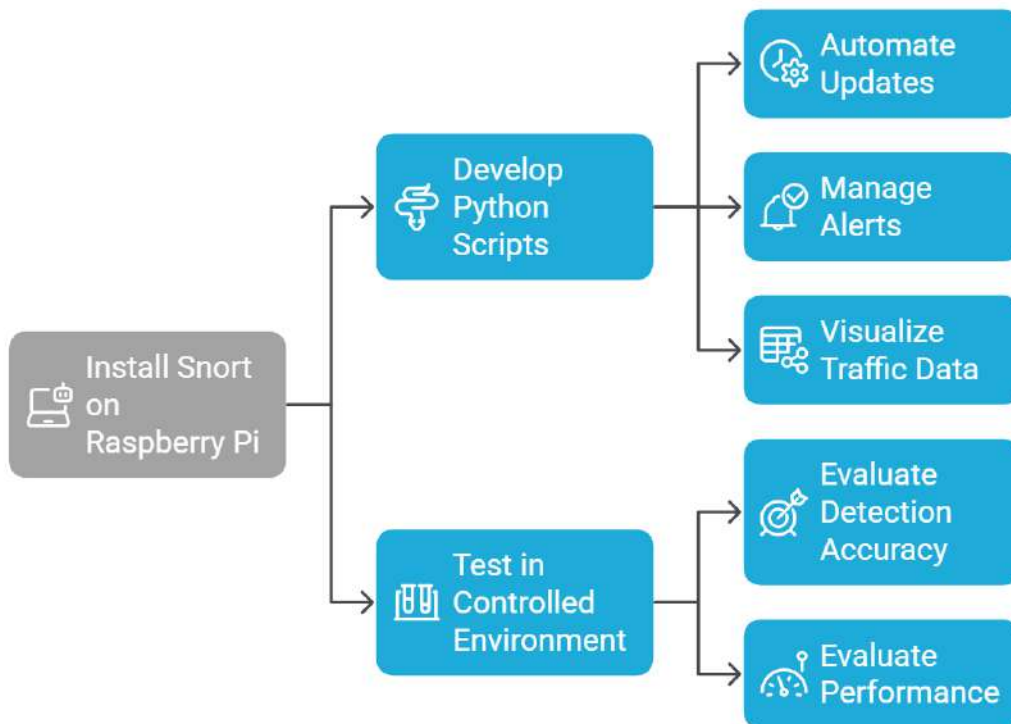 Install Snort
on
Raspberry Pi
Develop
Python
Scripts
Automate
Updates
Manage
Alerts
Visualize
Traffic Data
Test in
Controlled
Environment
Evaluate
Detection
Accuracy
Evaluate
Performance